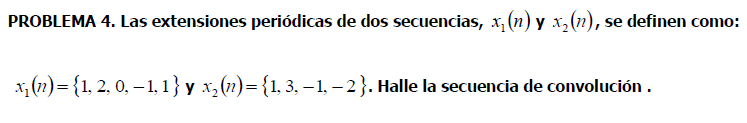 PROBLEMA 4. Las extensiones periódicas de dos secuencias, x₁(n) y x₂(n), se definen como:
x₁(n) = {1, 2, 0, −1, 1} y x₂(n) = {1, 3, −1, −2}. Halle la secuencia de convolución .